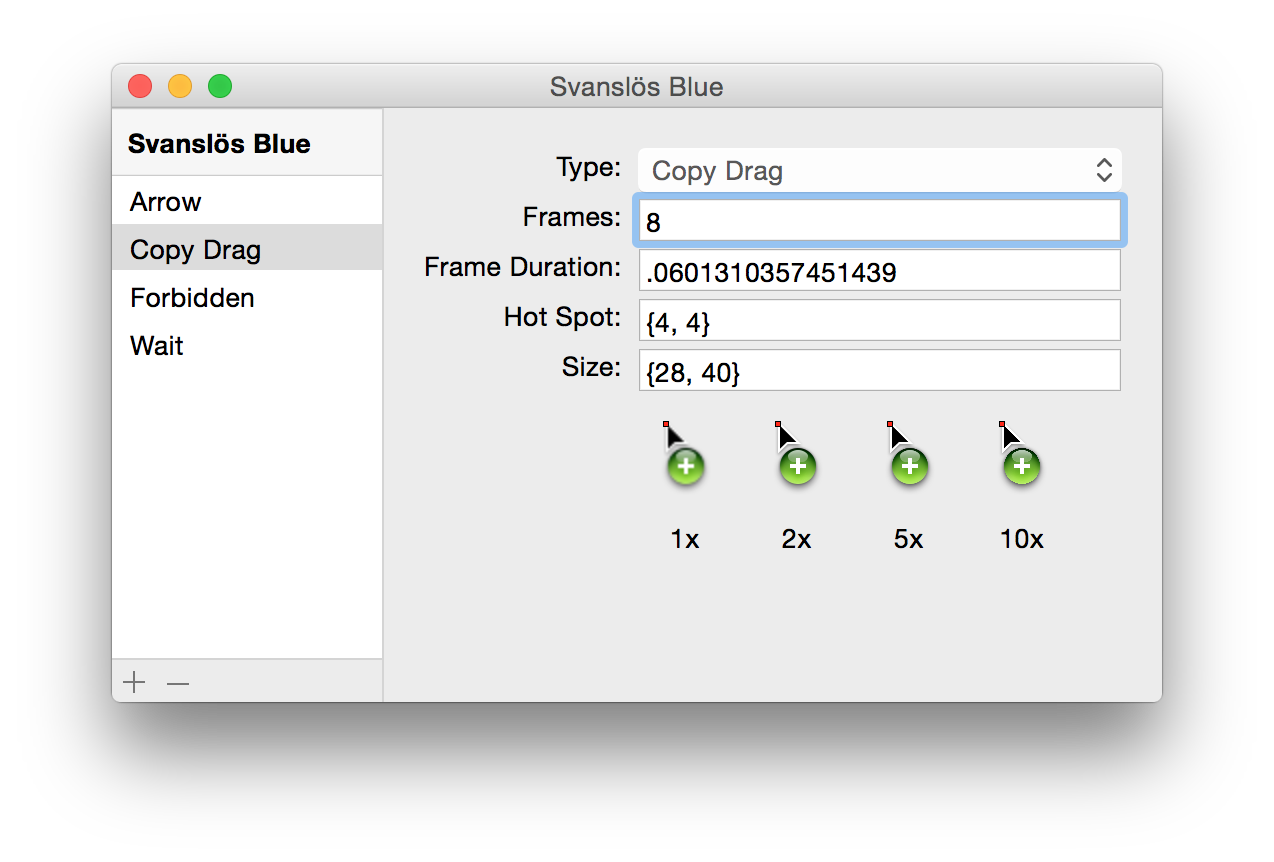 Svanslös Blue
Svanslös Blue
Arrow
Copy Drag
Forbidden
Wait
Type: Copy Drag
Frames: 8
Frame Duration: .0601310357451439
Hot Spot: {4, 4}
Size: {28, 40}
1x 2x 5x 10x